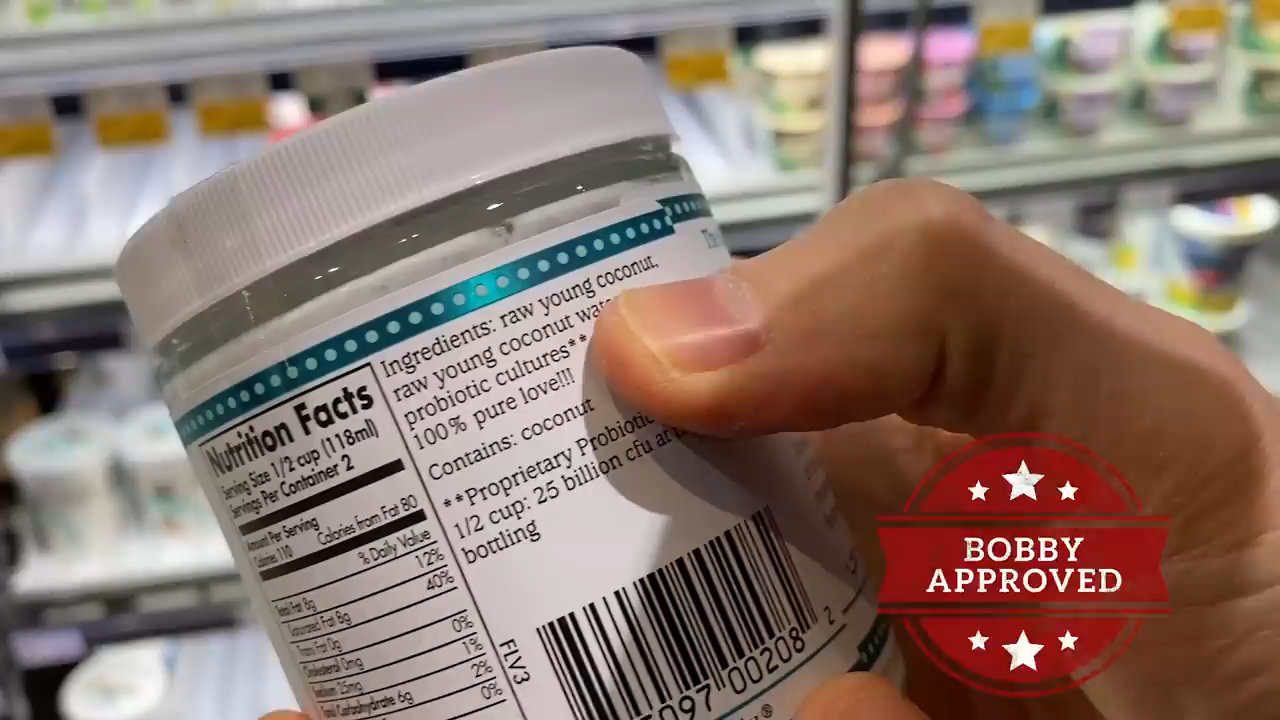 Ingredients: raw young coconut,
raw young coconut
probiotic cultures**
100% pure love!!!
Contains: coconut
**Proprietary Probiotic
1/2 cup: 25 billion cfu at
bottling
Nutrition Facts
Serving Size 1/2 cup (118ml)
Servings Per Container 2
Amount Per Serving
Calories 110 Calories from Fat 80
% Daily Value
Total Fat 8g 12%
Saturated Fat 8g 40%
Trans Fat 0g 0%
Cholesterol 0mg
Sodium 25mg 1%
Total Carbohydrate 6g 2%
0%
FLV3
00208 2
BOBBY
APPROVED